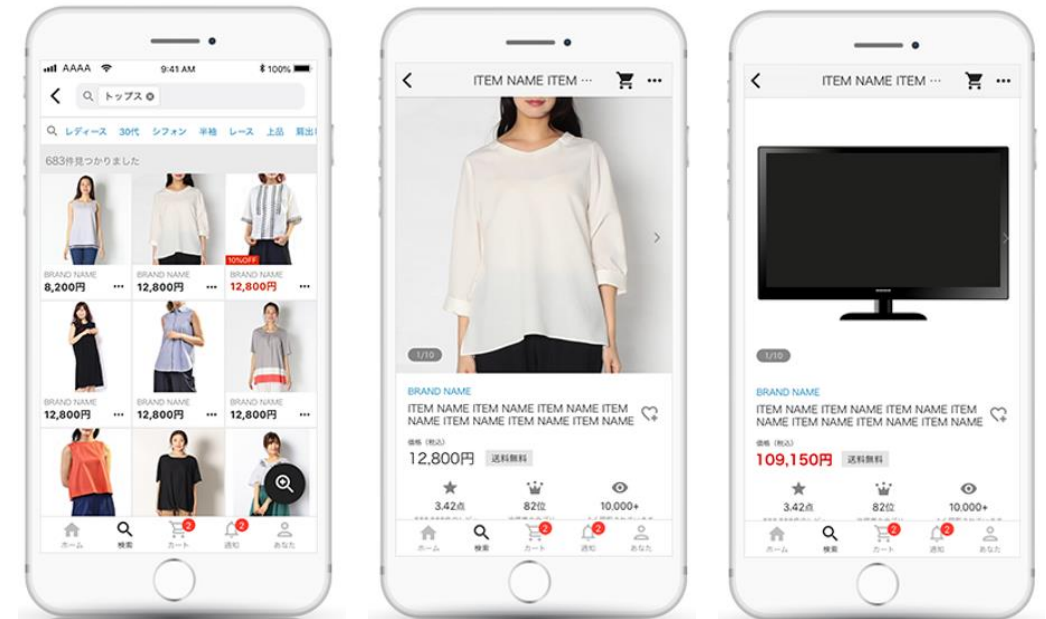 AAAA
9:41 AM
100%
トップス
レディース 30代 シフォン 半袖 レース 上品
683件見つかりました
10%OFF
BRAND NAME
BRAND NAME
BRAND NAME
8,200円
12,800円
12,800円
BRAND NAME
BRAND NAME
BRAND NAME
12,800円
12,800円
12,800円
2
2
ホーム
検索
カート
通知
あなた
ITEM NAME ITEM …
1/10
BRAND NAME
ITEM NAME ITEM NAME ITEM NAME ITEM
NAME ITEM NAME ITEM NAME ITEM NAME
価格（税込）
12,800円
送料無料
3.42点
82位
10.000+
2
2
ホーム
検索
カート
通知
あなた
ITEM NAME ITEM …
1/10
BRAND NAME
ITEM NAME ITEM NAME ITEM NAME ITEM
NAME ITEM NAME ITEM NAME ITEM NAME
価格（税込）
109,150円
送料無料
3.42点
82位
10.000+
2
2
ホーム
検索
カート
通知
あなた